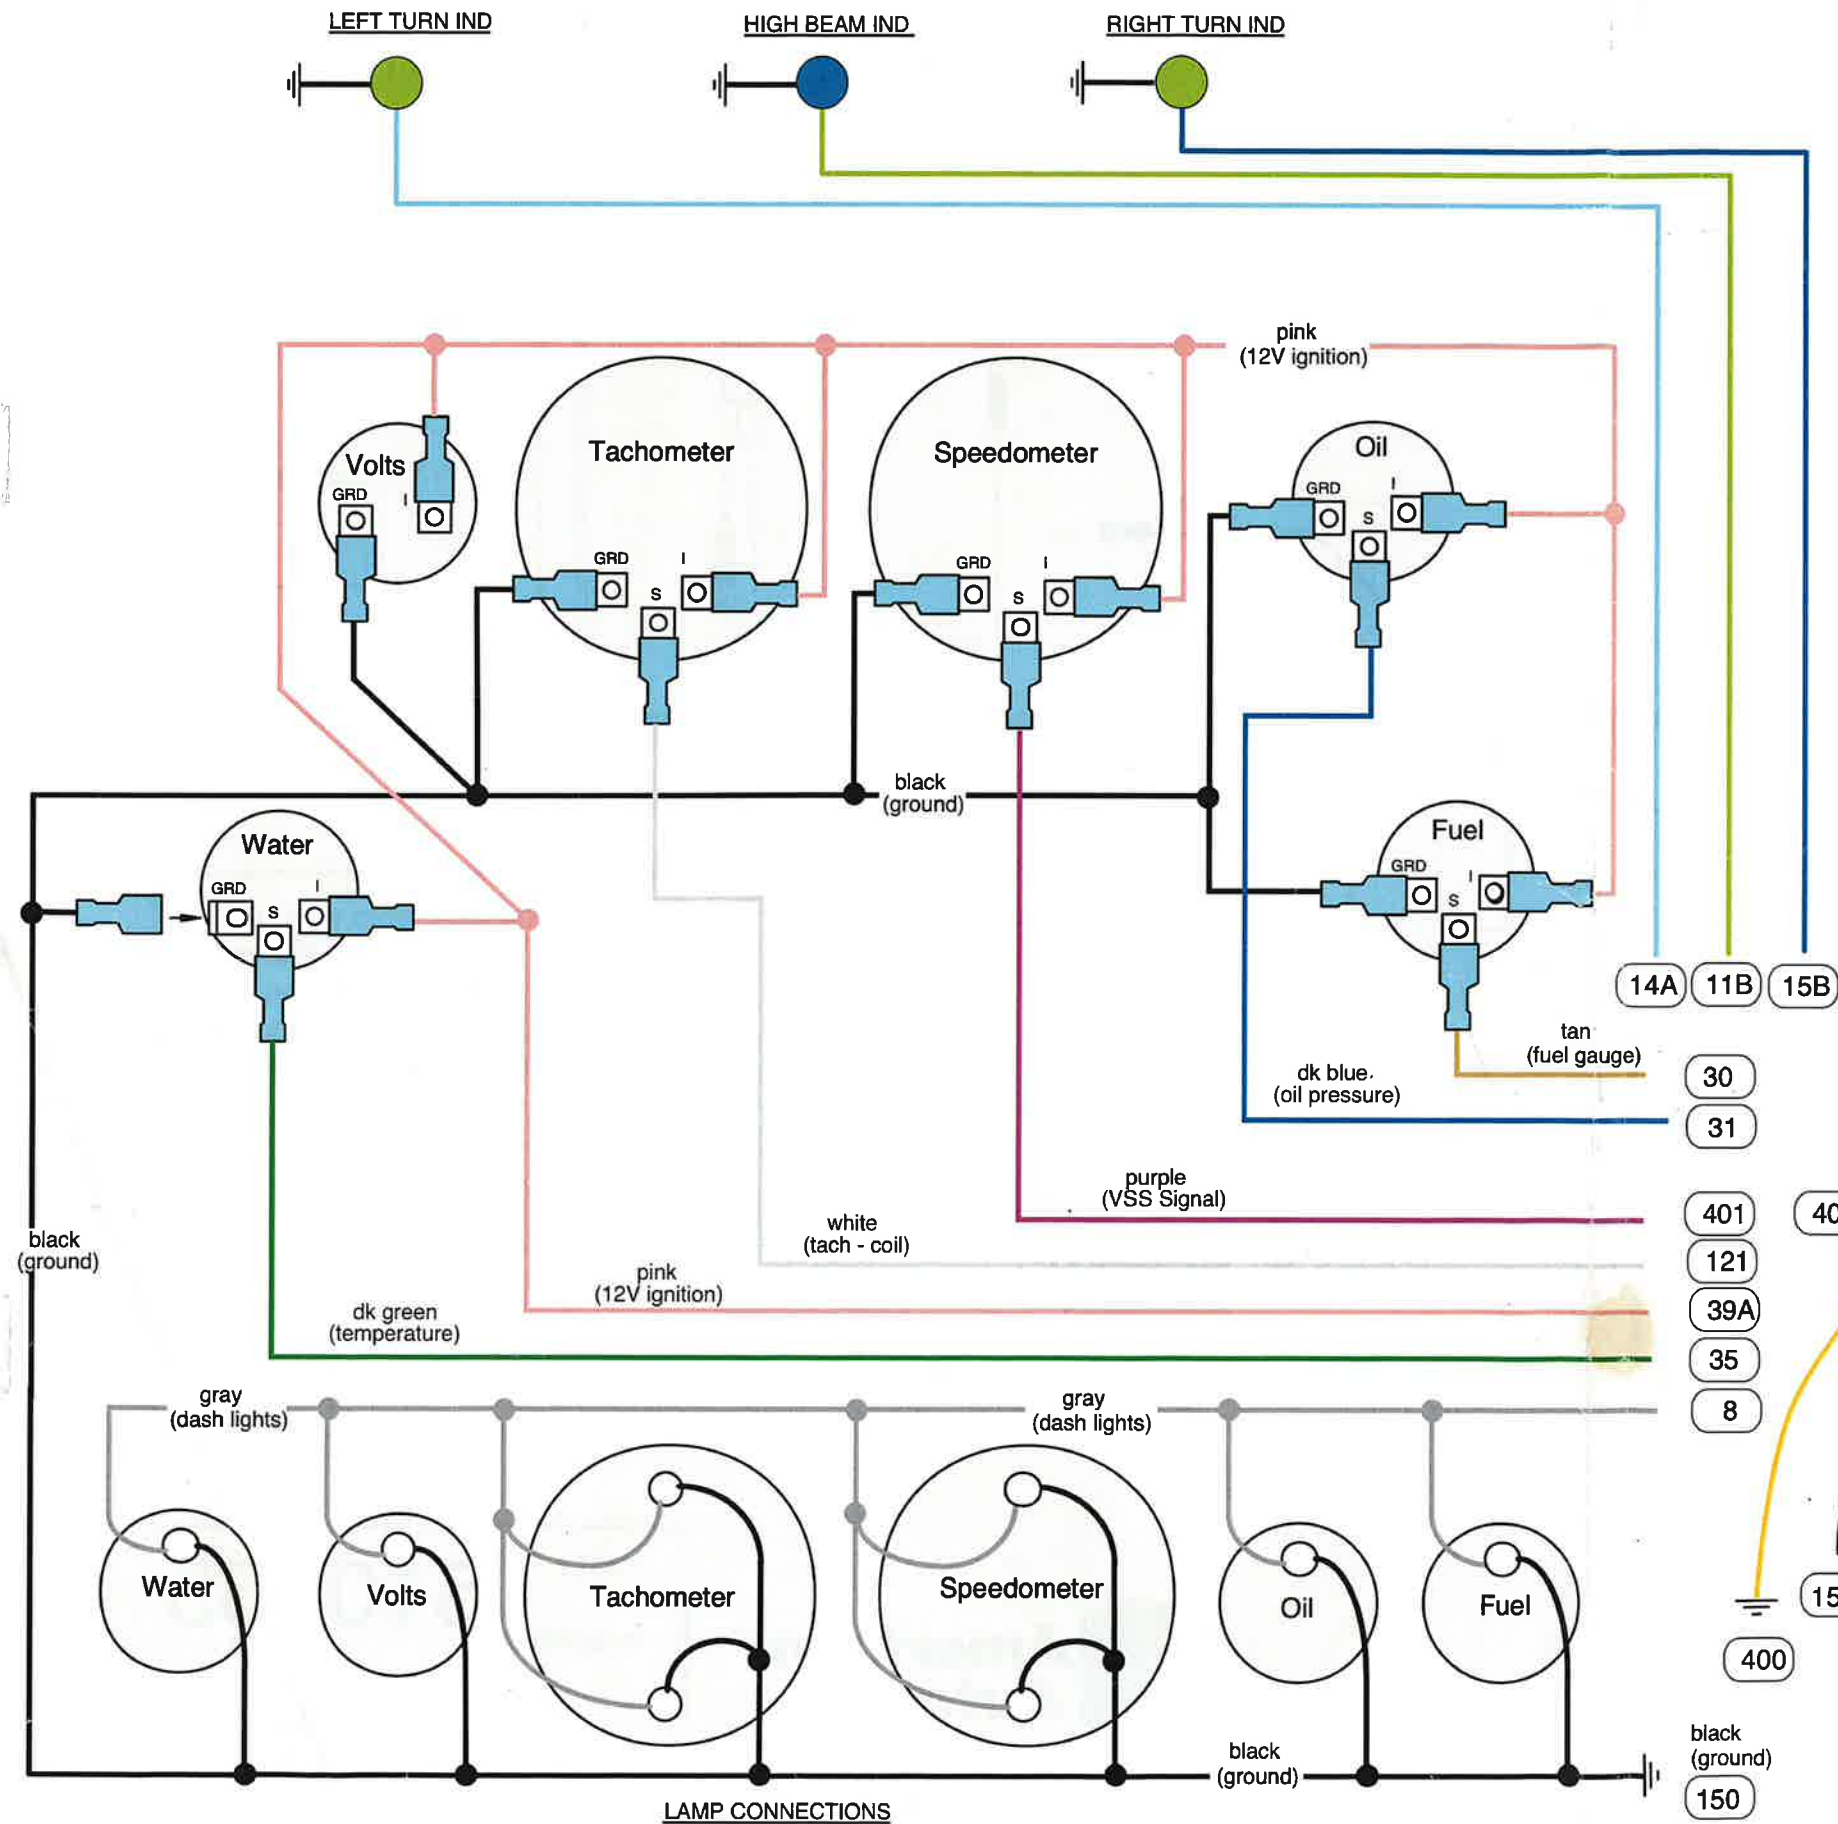 LEFT TURN IND
HIGH BEAM IND
RIGHT TURN IND
pink
(12V ignition)
Volts
GRD
I
Tachometer
GRD
S
I
Speedometer
GRD
S
I
Oil
GRD
S
I
black
(ground)
Water
GRD
S
I
Fuel
GRD
S
I
14A
11B
15B
tan
(fuel gauge)
30
dk blue
(oil pressure)
31
purple
(VSS Signal)
401
40
white
(tach - coil)
121
black
(ground)
pink
(12V ignition)
39A
dk green
(temperature)
35
gray
(dash lights)
gray
(dash lights)
8
Water
Volts
Tachometer
Speedometer
Oil
Fuel
15
400
black
(ground)
black
(ground)
150
LAMP CONNECTIONS